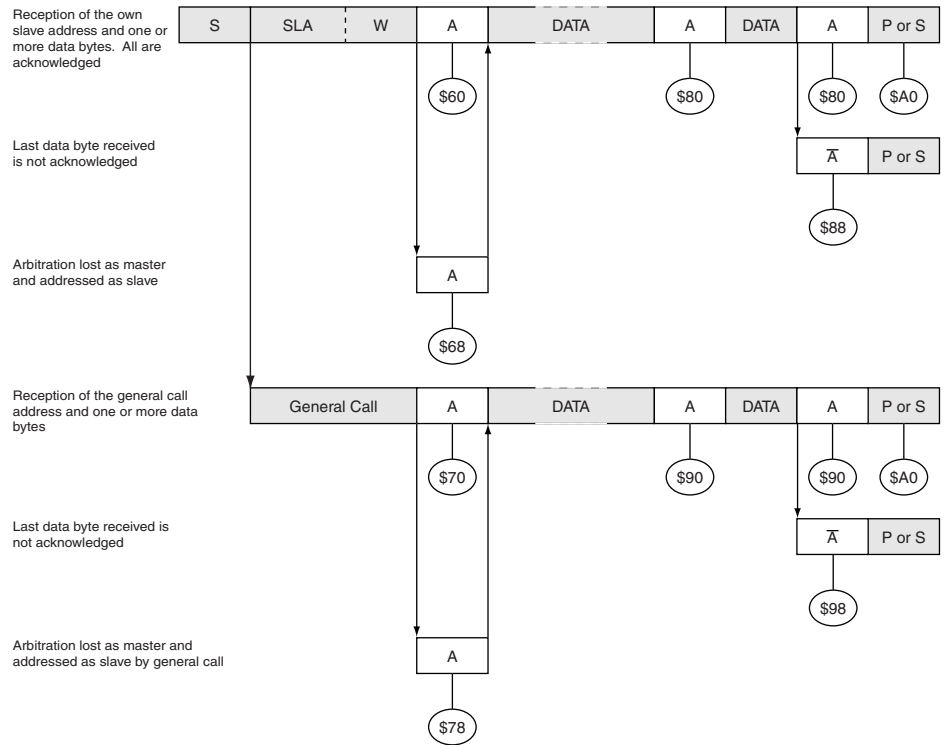 Reception of the own
slave address and one or
more data bytes. All are
acknowledged
S SLA W A DATA A DATA A P or S
$60 $80 $80 $A0
Last data byte received
is not acknowledged
A̅ P or S
$88
Arbitration lost as master
and addressed as slave
A
$68
Reception of the general call
address and one or more data
bytes
General Call A DATA A DATA A P or S
$70 $90 $90 $A0
Last data byte received is
not acknowledged
A̅ P or S
$98
Arbitration lost as master and
addressed as slave by general call
A
$78